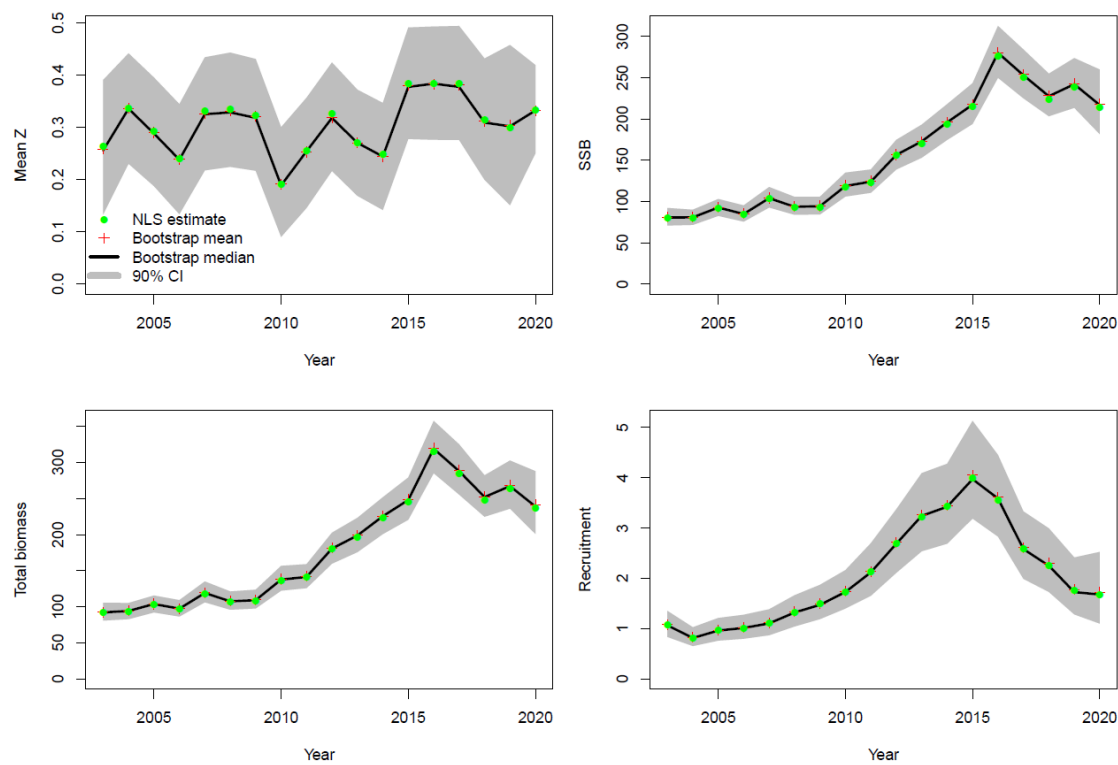 Mean Z
0.0 0.1 0.2 0.3 0.4 0.5
NLS estimate
Bootstrap mean
Bootstrap median
90% CI
2005 2010 2015 2020
Year
SSB
0 50 100 150 200 250 300
2005 2010 2015 2020
Year
Total biomass
0 50 100 200 300
2005 2010 2015 2020
Year
Recruitment
0 1 2 3 4 5
2005 2010 2015 2020
Year